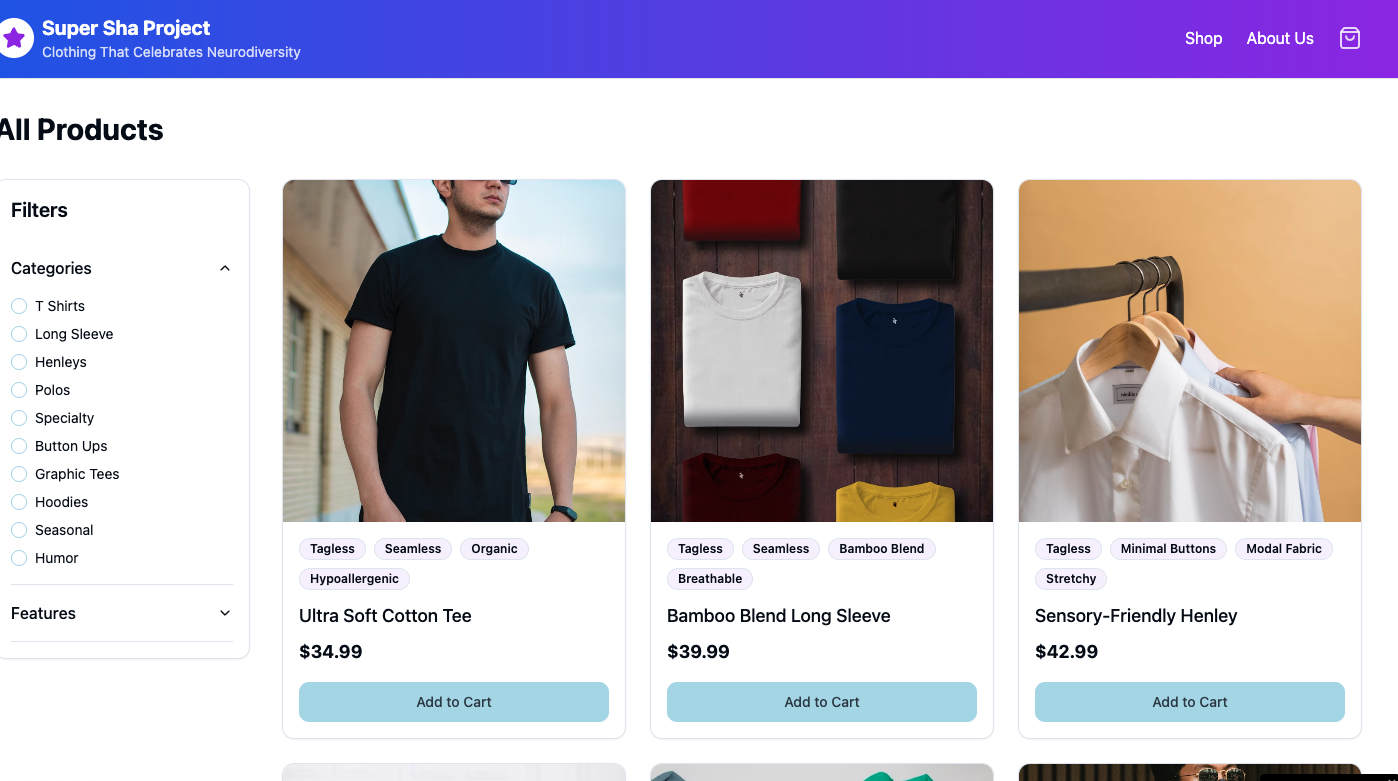 Super Sha Project
Clothing That Celebrates Neurodiversity
Shop
About Us
All Products
Filters
Categories
T Shirts
Long Sleeve
Henleys
Polos
Specialty
Button Ups
Graphic Tees
Hoodies
Seasonal
Humor
Features
Tagless Seamless Organic
Hypoallergenic
Ultra Soft Cotton Tee
$34.99
Add to Cart
Tagless Seamless Bamboo Blend
Breathable
Bamboo Blend Long Sleeve
$39.99
Add to Cart
Tagless Minimal Buttons Modal Fabric
Stretchy
Sensory-Friendly Henley
$42.99
Add to Cart